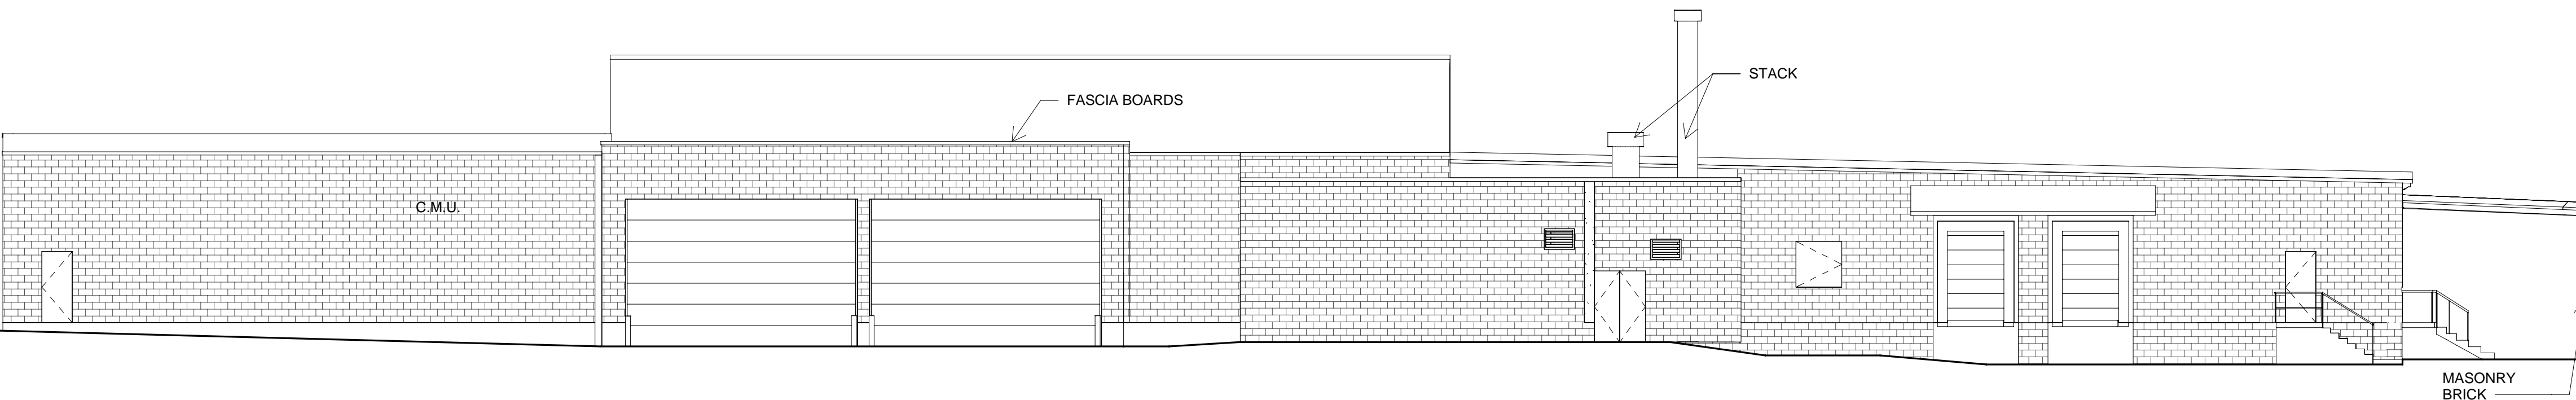 STACK
FASCIA BOARDS
C.M.U.
MASONRY
BRICK